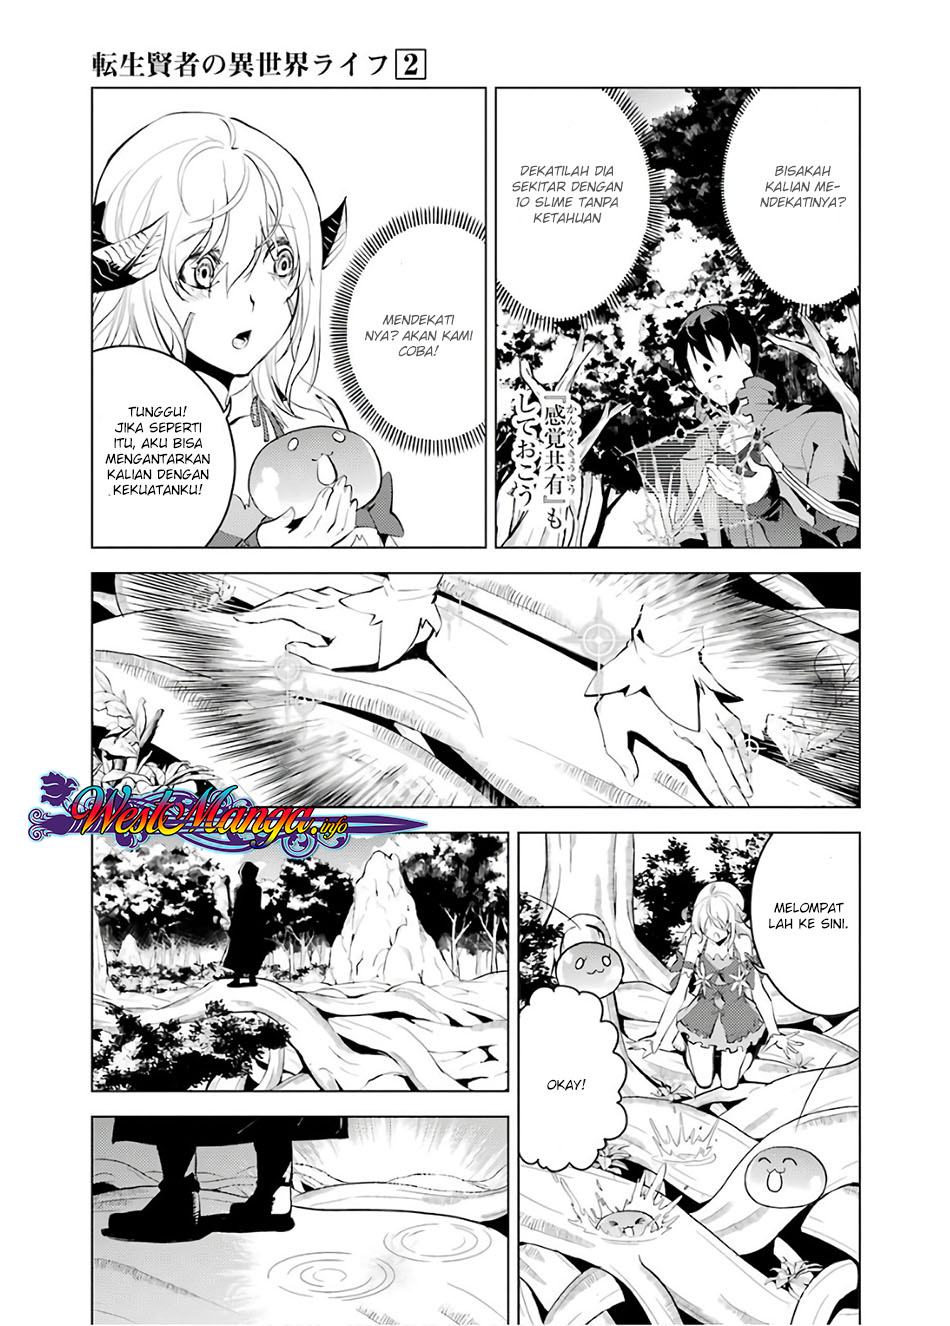 転生賢者の異世界ライフ2
BISAKAH
KALIAN ME-
NDEKATINYA?
DEKATILAH DIA
SEKITAR DENGAN
10 SLIME TANPA
KETAHUAN
『感覚共有』も
かんかくきょうゆう
しておこう
MENDEKATI
NYA? AKAN KAMI
COBA!
TUNGGU!
JIKA SEPERTI
ITU, AKU BISA
MENGANTARKAN
KALIAN DENGAN
KEKUATANKU!
WestManga.info
MELOMPAT
LAH KE SINI.
OKAY!